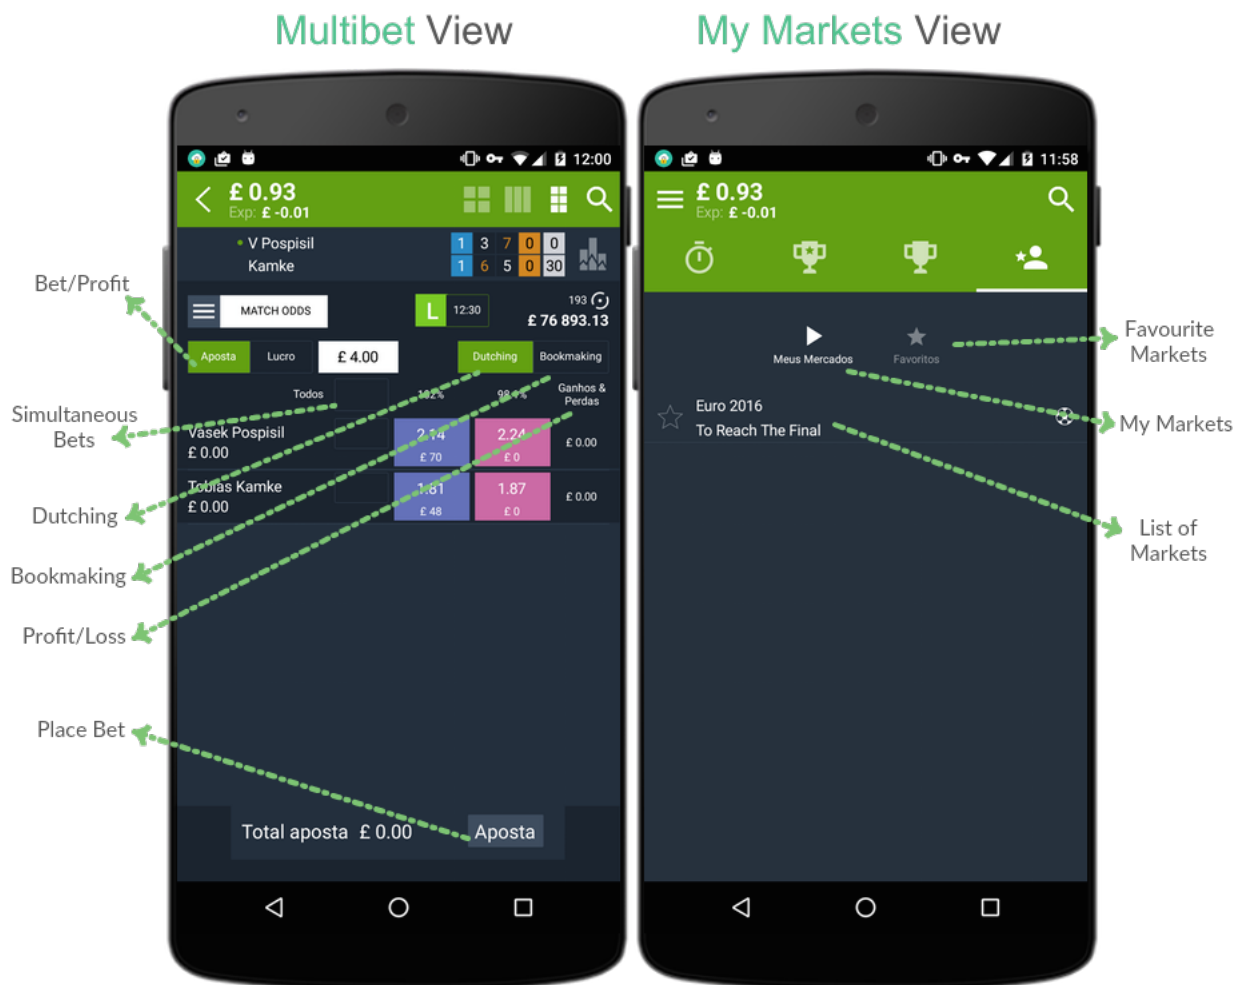 Multibet View
My Markets View
12:00
£ 0.93
Exp: £ -0.01
V Pospisil
1 3 7 0 0
Kamke
1 6 5 0 30
MATCH ODDS
L
12:30
193
£ 76 893.13
Aposta
Lucro
£ 4.00
Dutching
Bookmaking
Todos
Ganhos &
Perdas
Vasek Pospisil
£ 0.00
2.14
£ 70
2.24
£ 0
£ 0.00
Tobias Kamke
£ 0.00
1.81
£ 48
1.87
£ 0
£ 0.00
Total aposta £ 0.00
Aposta
Bet/Profit
Simultaneous
Bets
Dutching
Bookmaking
Profit/Loss
Place Bet
11:58
£ 0.93
Exp: £ -0.01
Meus Mercados
Favoritos
Euro 2016
To Reach The Final
Favourite
Markets
My Markets
List of
Markets